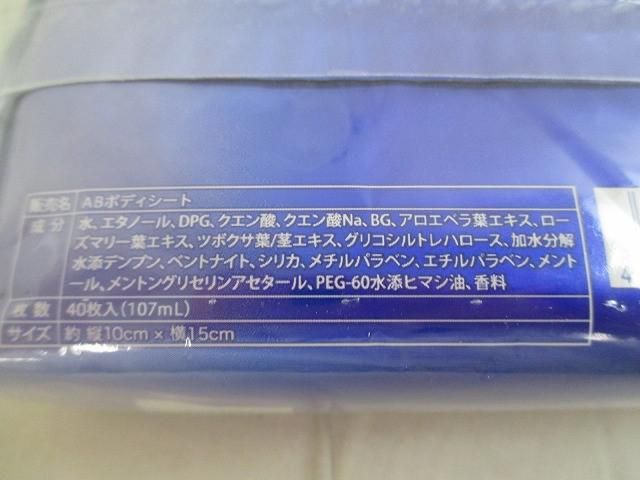 販売名 ABボディシート
成分 水、エタノール、DPG、クエン酸、クエン酸Na、BG、アロエベラ葉エキス、ロー
ズマリー葉エキス、ツボクサ葉/茎エキス、グリコシルトレハロース、加水分解
水添デンプン、ベントナイト、シリカ、メチルパラベン、エチルパラベン、メント
ール、メントングリセリンアセタール、PEG-60水添ヒマシ油、香料
枚数 40枚入(107mL)
サイズ 約 縦10cm×横15cm
4